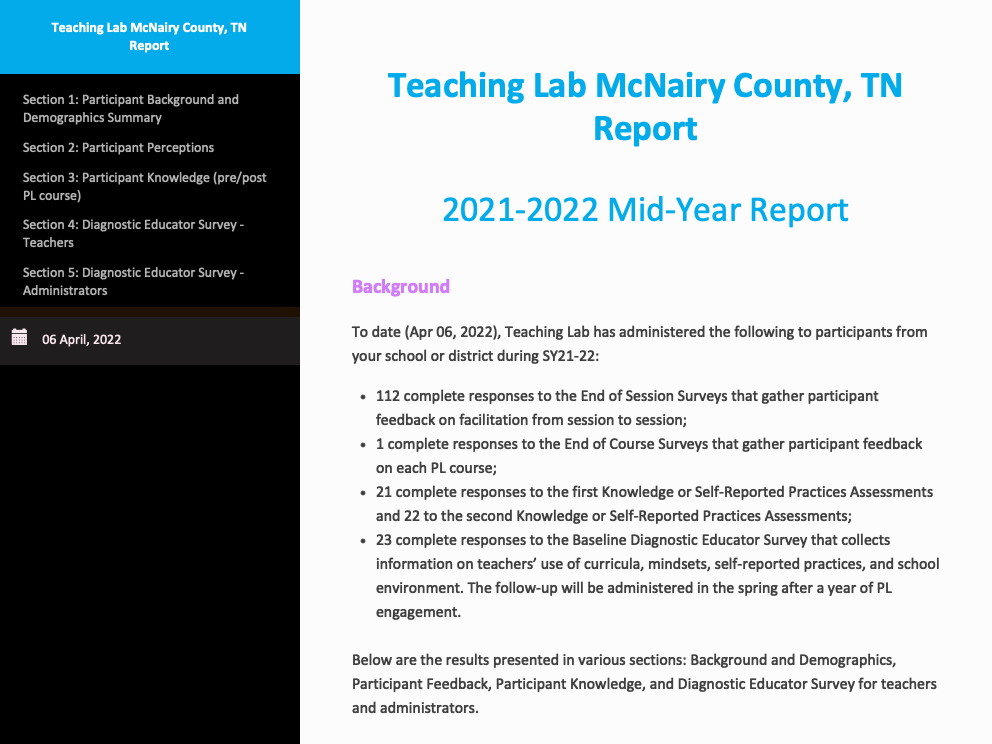 Teaching Lab McNairy County, TN
Report
Section 1: Participant Background and
Demographics Summary
Section 2: Participant Perceptions
Section 3: Participant Knowledge (pre/post
PL course)
Section 4: Diagnostic Educator Survey -
Teachers
Section 5: Diagnostic Educator Survey -
Administrators
06 April, 2022
Teaching Lab McNairy County, TN
Report
2021-2022 Mid-Year Report
Background
To date (Apr 06, 2022), Teaching Lab has administered the following to participants from
your school or district during SY21-22:
• 112 complete responses to the End of Session Surveys that gather participant
feedback on facilitation from session to session;
• 1 complete responses to the End of Course Surveys that gather participant feedback
on each PL course;
• 21 complete responses to the first Knowledge or Self-Reported Practices Assessments
and 22 to the second Knowledge or Self-Reported Practices Assessments;
• 23 complete responses to the Baseline Diagnostic Educator Survey that collects
information on teachers’ use of curricula, mindsets, self-reported practices, and school
environment. The follow-up will be administered in the spring after a year of PL
engagement.
Below are the results presented in various sections: Background and Demographics,
Participant Feedback, Participant Knowledge, and Diagnostic Educator Survey for teachers
and administrators.